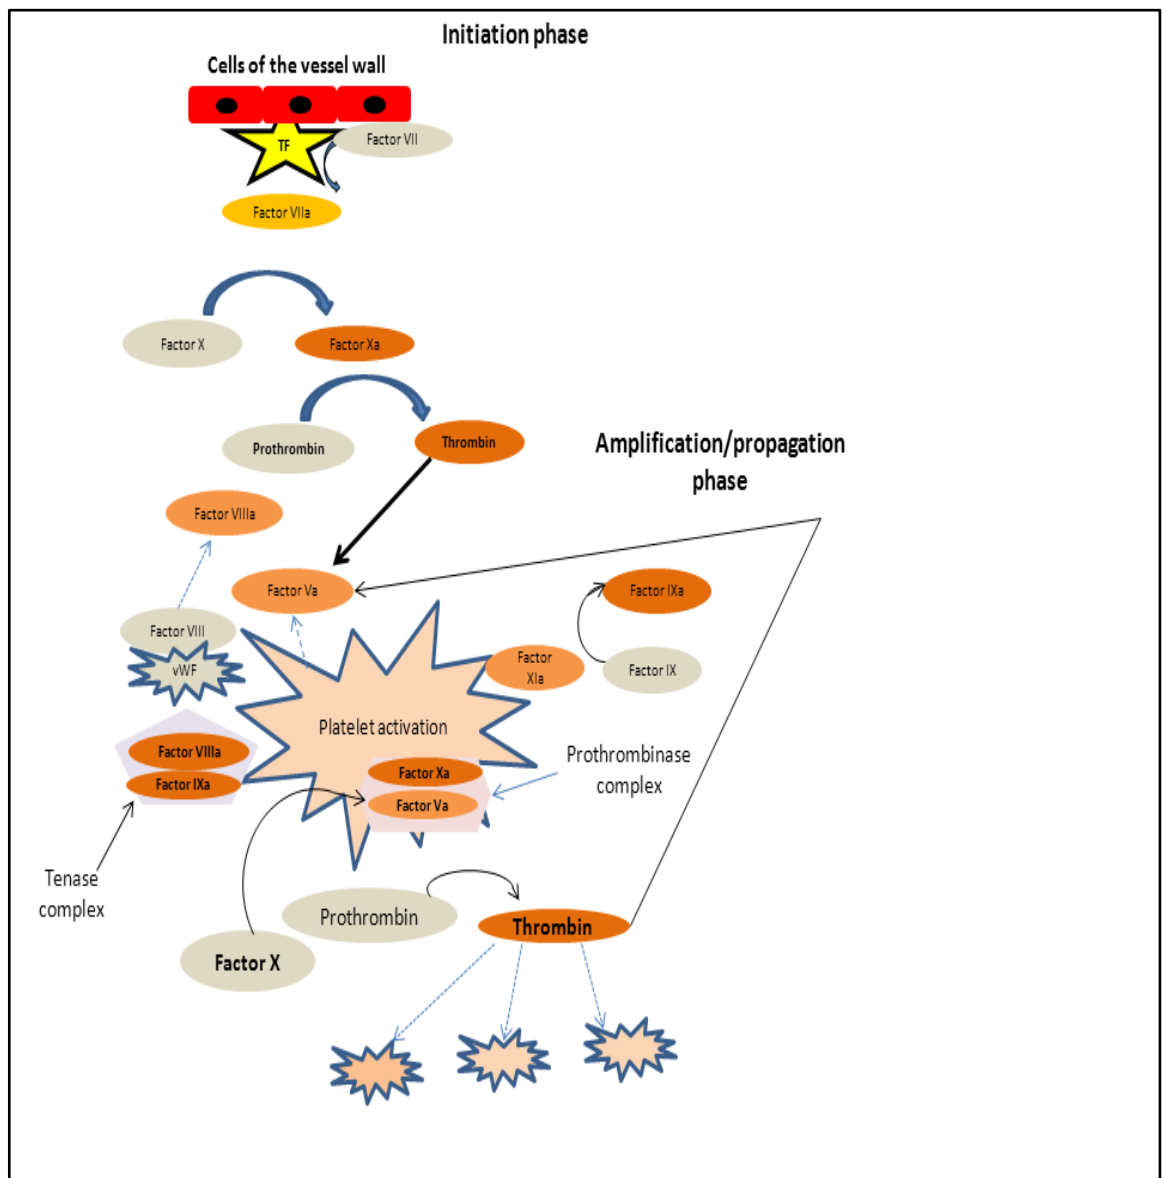 Initiation phase
Cells of the vessel wall
TF
Factor VII
Factor VIIa
Factor X
Factor Xa
Prothrombin
Thrombin
Amplification/propagation
phase
Factor VIIIa
Factor Va
Factor IXa
Factor VIII
vWF
Factor
XIa
Factor IX
Platelet activation
Factor VIIIa
Factor IXa
Factor Xa
Factor Va
Prothrombinase
complex
Tenase
complex
Prothrombin
Thrombin
Factor X